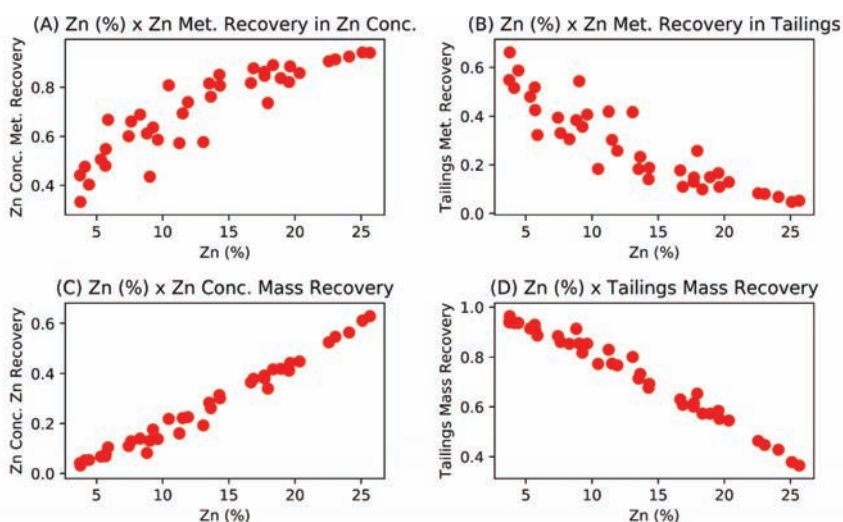 (A) Zn (%) x Zn Met. Recovery in Zn Conc.
Zn Conc. Met. Recovery
0.8
0.6
0.4
5 10 15 20 25
Zn (%)
(B) Zn (%) x Zn Met. Recovery in Tailings
Tailings Met. Recovery
0.6
0.4
0.2
0.0
5 10 15 20 25
Zn (%)
(C) Zn (%) x Zn Conc. Mass Recovery
Zn Conc. Zn Recovery
0.6
0.4
0.2
0.0
5 10 15 20 25
Zn (%)
(D) Zn (%) x Tailings Mass Recovery
Tailings Mass Recovery
1.0
0.8
0.6
0.4
5 10 15 20 25
Zn (%)